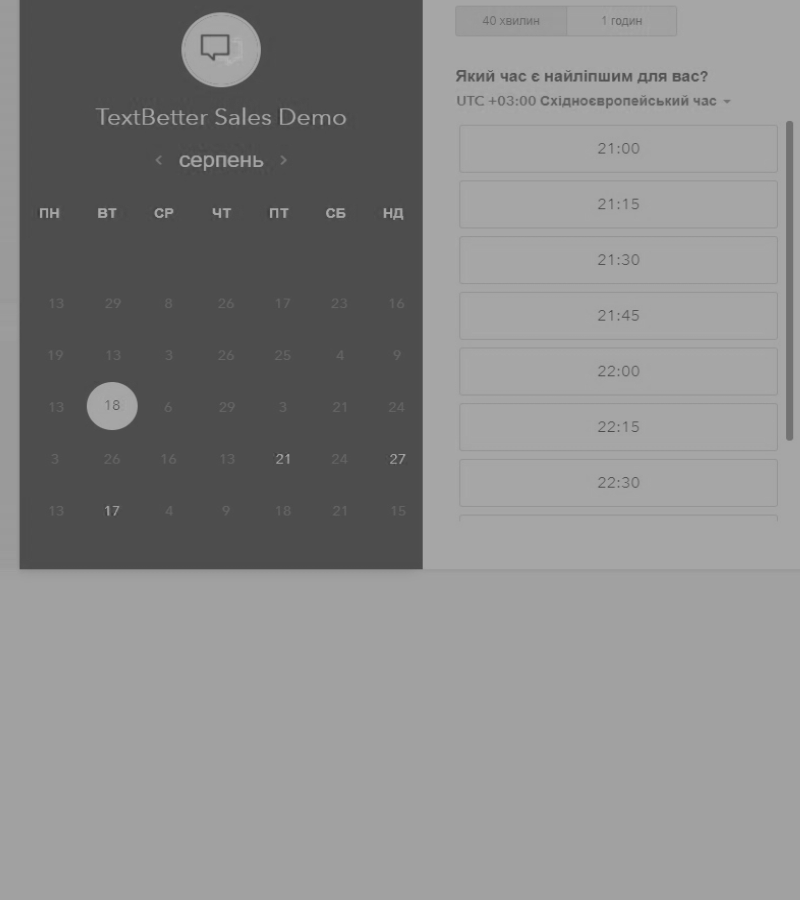 TextBetter Sales Demo
серпень
ПН ВТ СР ЧТ ПТ СБ НД
13 29 8 26 17 23 16
19 13 3 26 25 4 9
13 18 6 29 3 21 24
3 26 16 13 21 24 27
13 17 4 9 18 21 15
40 хвилин 1 годин
Який час є найліпшим для вас?
UTC +03:00 Східноєвропейський час
21:00
21:15
21:30
21:45
22:00
22:15
22:30